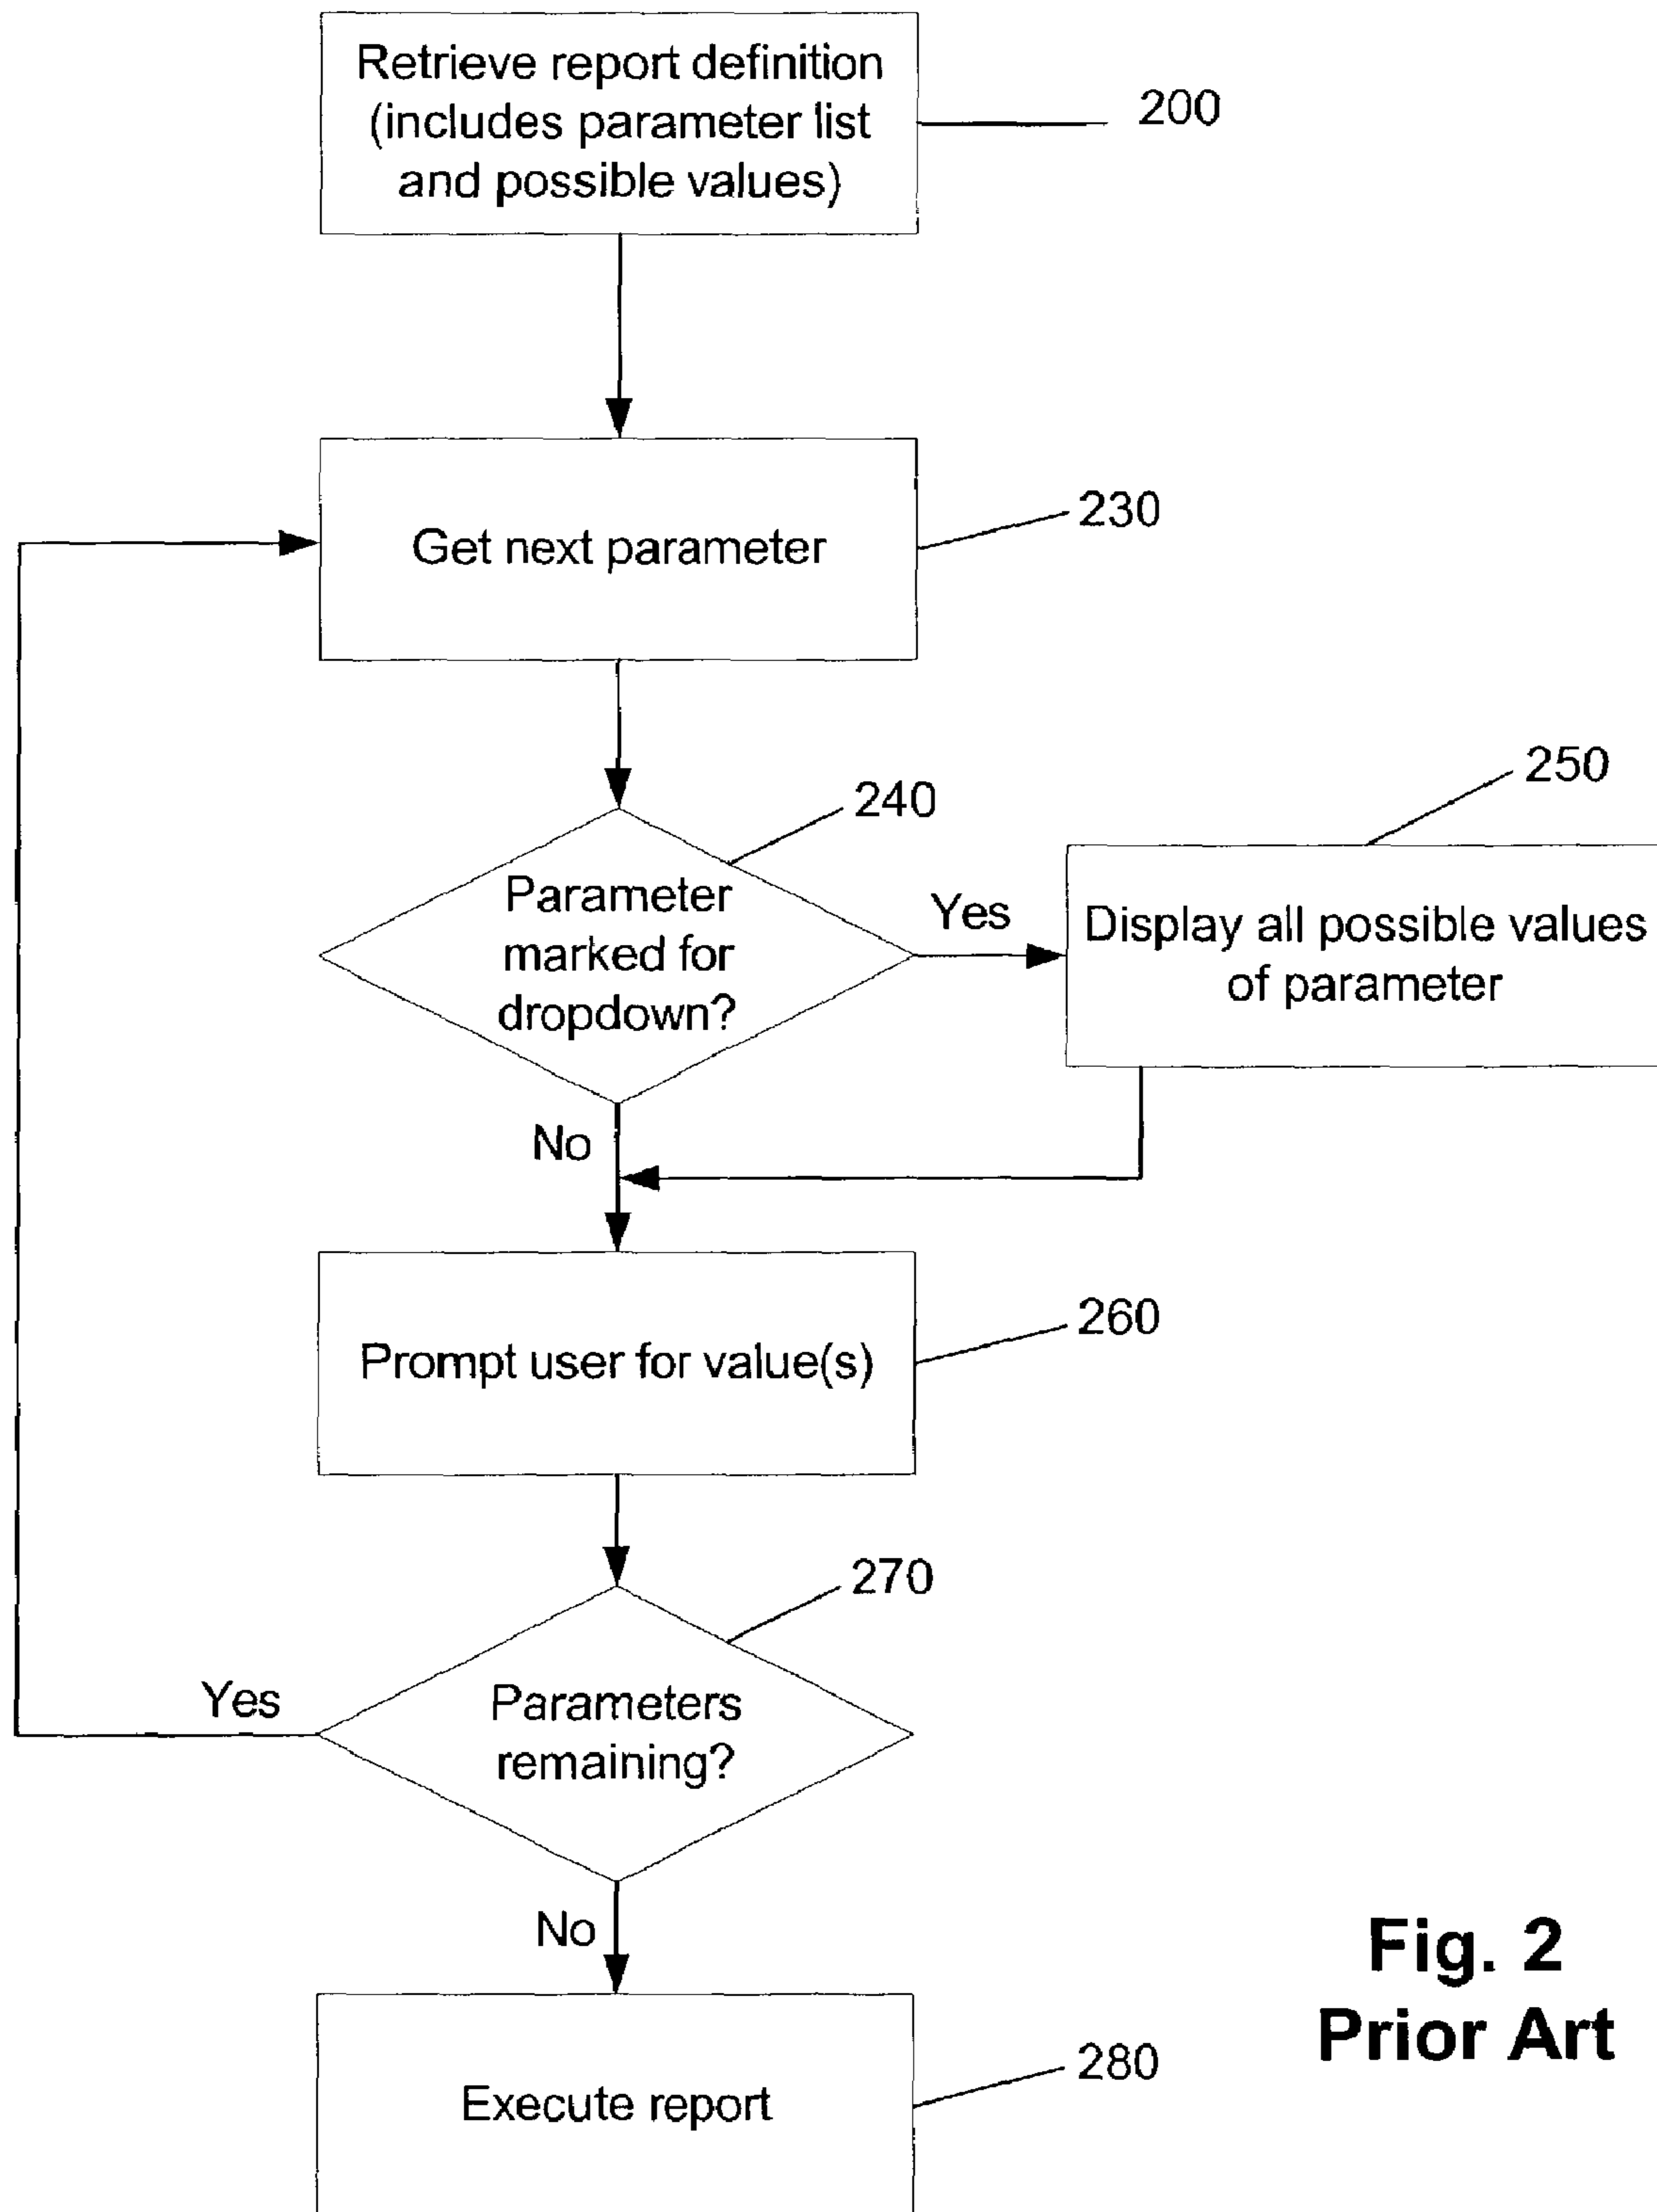 Retrieve report definition
(includes parameter list
and possible values)
200
Get next parameter
230
240
Parameter
marked for
dropdown?
Yes
250
Display all possible values
of parameter
No
Prompt user for value(s)
260
270
Parameters
remaining?
Yes
No
Execute report
280
Fig. 2
Prior Art